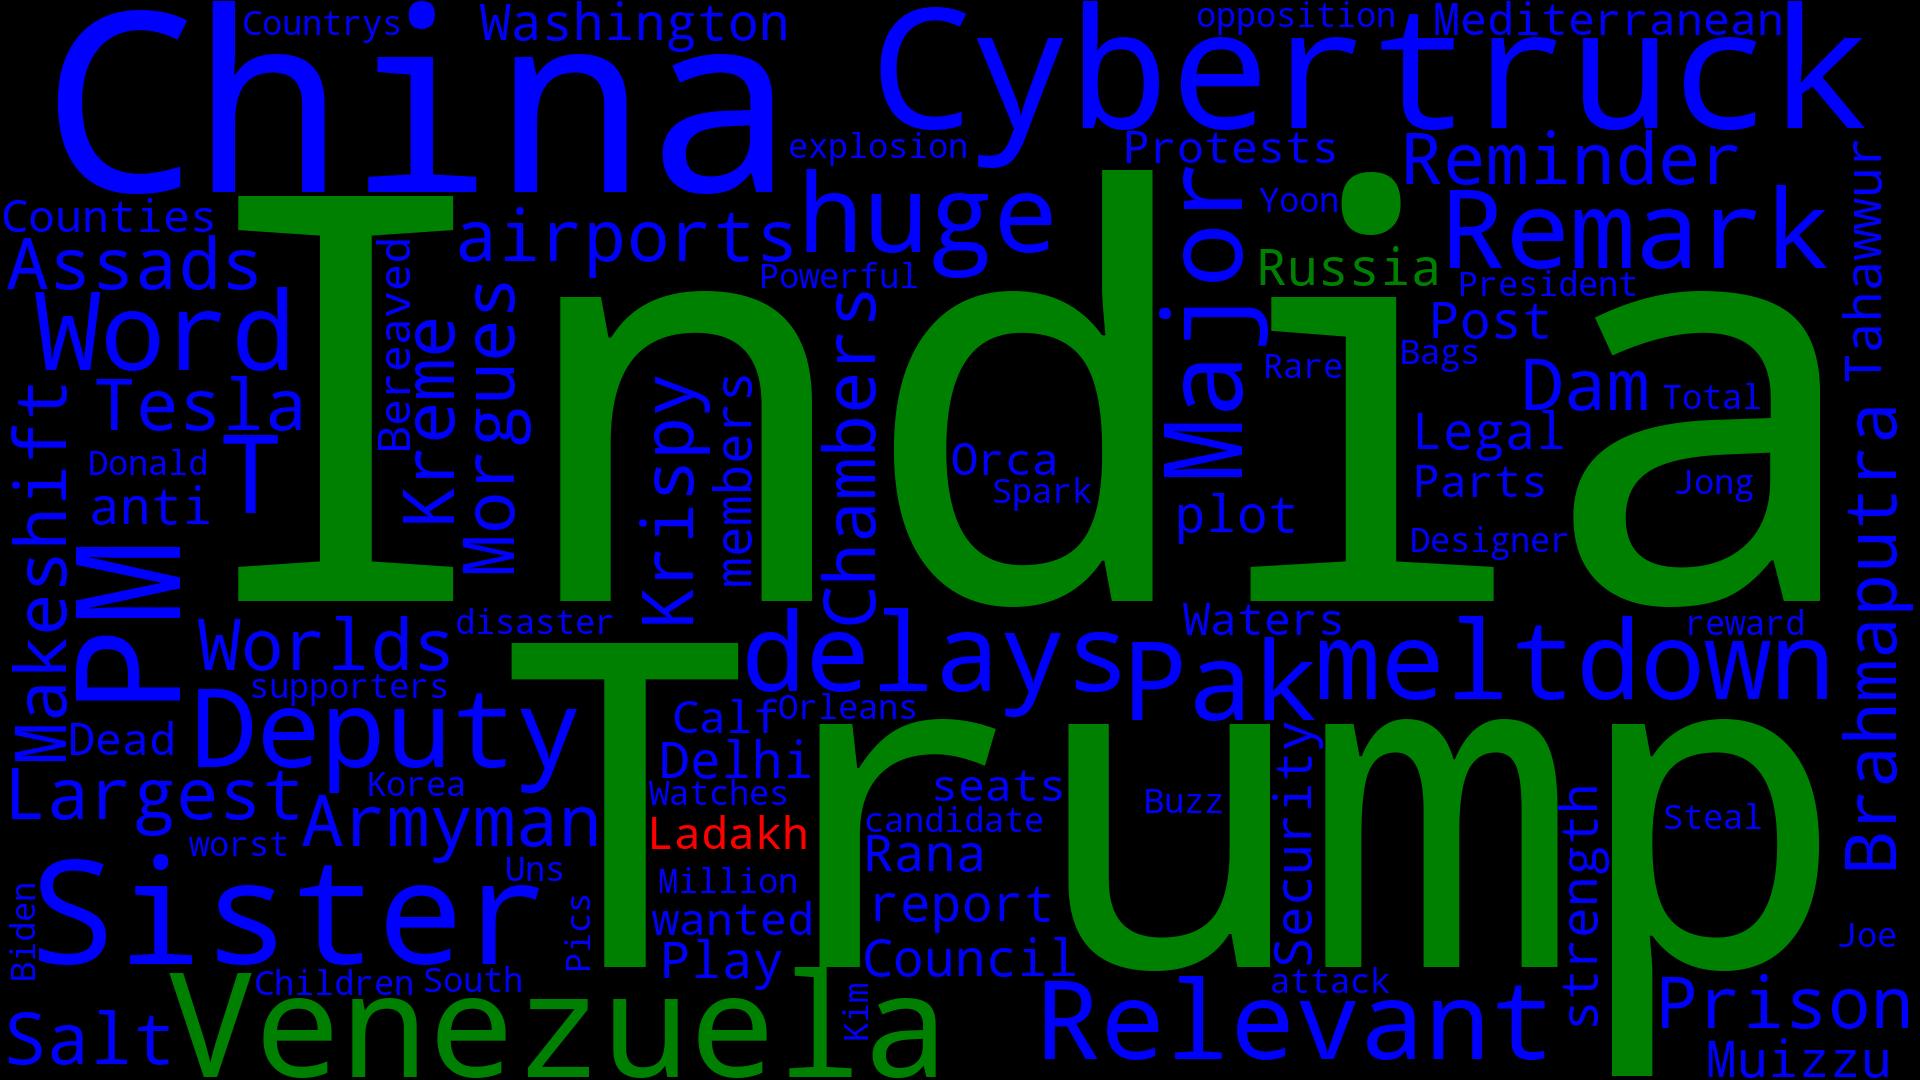 China
Countrys
Washington
Cybertruck
opposition
Mediterranean
explosion
Protests
Reminder
Counties
Assads
airports
huge
Major
Yoon
Remark
Tahawwur
India
Bereaved
Powerful
Russia
President
Word
Kreme
Morgues
Chambers
Post
Rare
Bags
Dam
Total
Tesla
Makeshift
Krispy
members
Donald
T
anti
Orca
Spark
Legal
Parts
Jong
plot
Designer
Brahmaputra
PM
Worlds
disaster
delays
Waters
Pak
meltdown
reward
supporters
Deputy
Trump
Calf
Orleans
Dead
Delhi
Security
Largest
Korea
Armyman
Watches
seats
Buzz
strength
Steal
worst
Ladakh
candidate
Rana
Sister
Uns
Million
Biden
Pics
wanted
report
Joe
Play
Council
Children
South
Venezuela
Kim
attack
Relevant
Prison
Salt
Muizzu